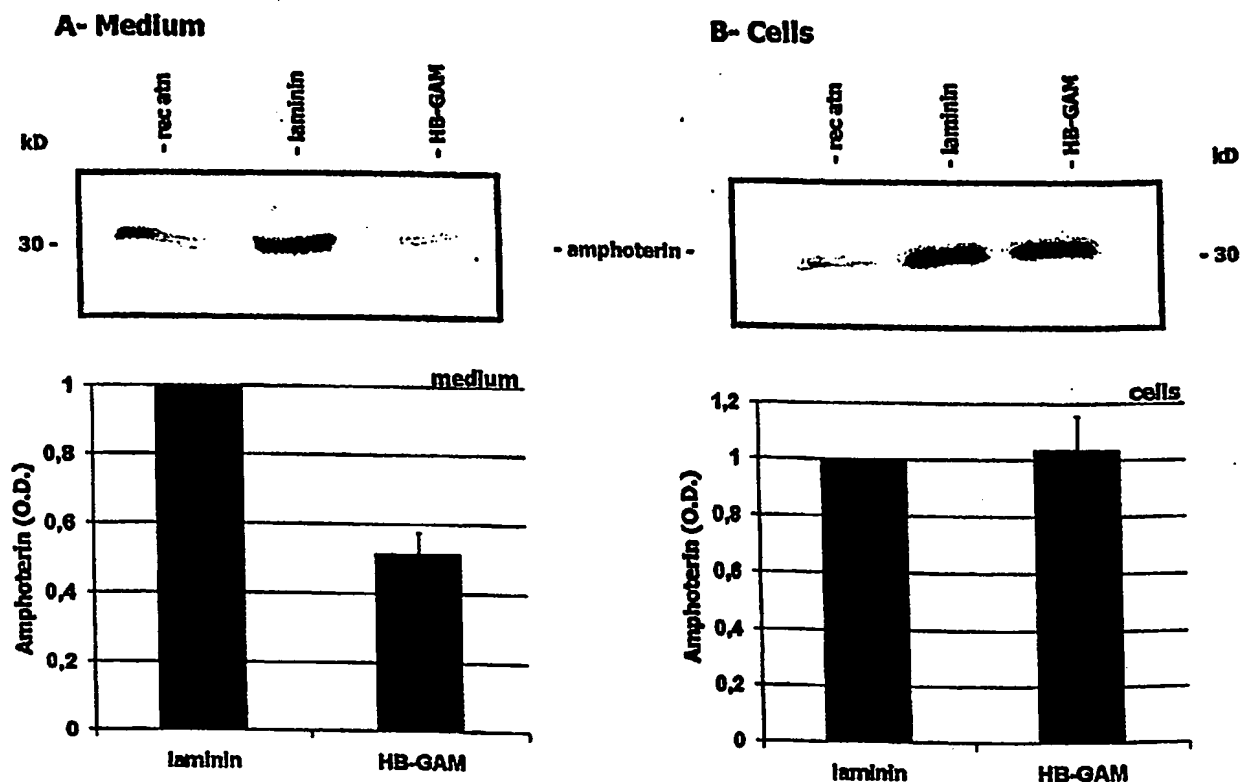 A- Medium
- rec atn
- laminin
- HB-GAM
kD
30 -
- amphoterin -
medium
Amphoterin (O.D.)
1
0,8
0,6
0,4
0,2
0
laminin
HB-GAM
B- Cells
- rec atn
- laminin
- HB-GAM
kD
- 30
cells
Amphoterin (O.D.)
1,2
1
0,8
0,6
0,4
0,2
0
laminin
HB-GAM